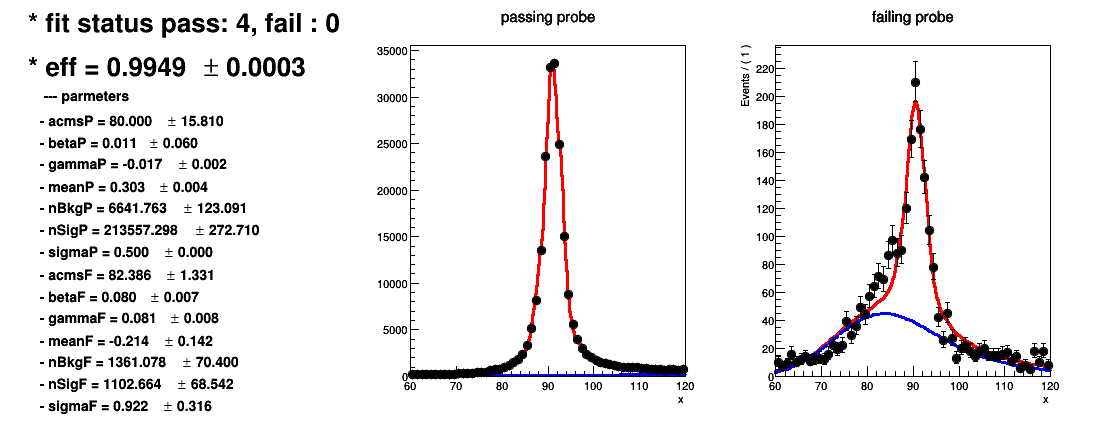 * fit status pass: 4, fail : 0
* eff = 0.9949 ± 0.0003
--- parmeters
- acmsP = 80.000 ± 15.810
- betaP = 0.011 ± 0.060
- gammaP = -0.017 ± 0.002
- meanP = 0.303 ± 0.004
- nBkgP = 6641.763 ± 123.091
- nSigP = 213557.298 ± 272.710
- sigmaP = 0.500 ± 0.000
- acmsF = 82.386 ± 1.331
- betaF = 0.080 ± 0.007
- gammaF = 0.081 ± 0.008
- meanF = -0.214 ± 0.142
- nBkgF = 1361.078 ± 70.400
- nSigF = 1102.664 ± 68.542
- sigmaF = 0.922 ± 0.316
passing probe
35000
30000
25000
20000
15000
10000
5000
0
60 70 80 90 100 110 120
x
failing probe
Events / ( 1 )
220
200
180
160
140
120
100
80
60
40
20
0
60 70 80 90 100 110 120
x